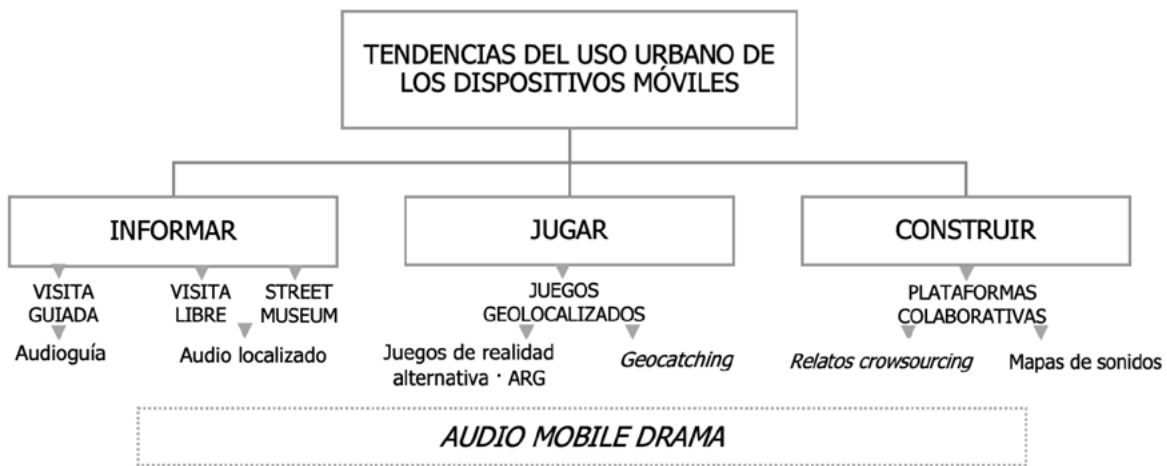 TENDENCIAS DEL USO URBANO DE
LOS DISPOSITIVOS MÓVILES
INFORMAR
JUGAR
CONSTRUIR
VISITA
GUIADA
VISITA
LIBRE
STREET
MUSEUM
JUEGOS
GEOLOCALIZADOS
PLATAFORMAS
COLABORATIVAS
Audioguía
Audio localizado
Juegos de realidad
alternativa · ARG
Geocatching
Relatos crowsourcing
Mapas de sonidos
AUDIO MOBILE DRAMA